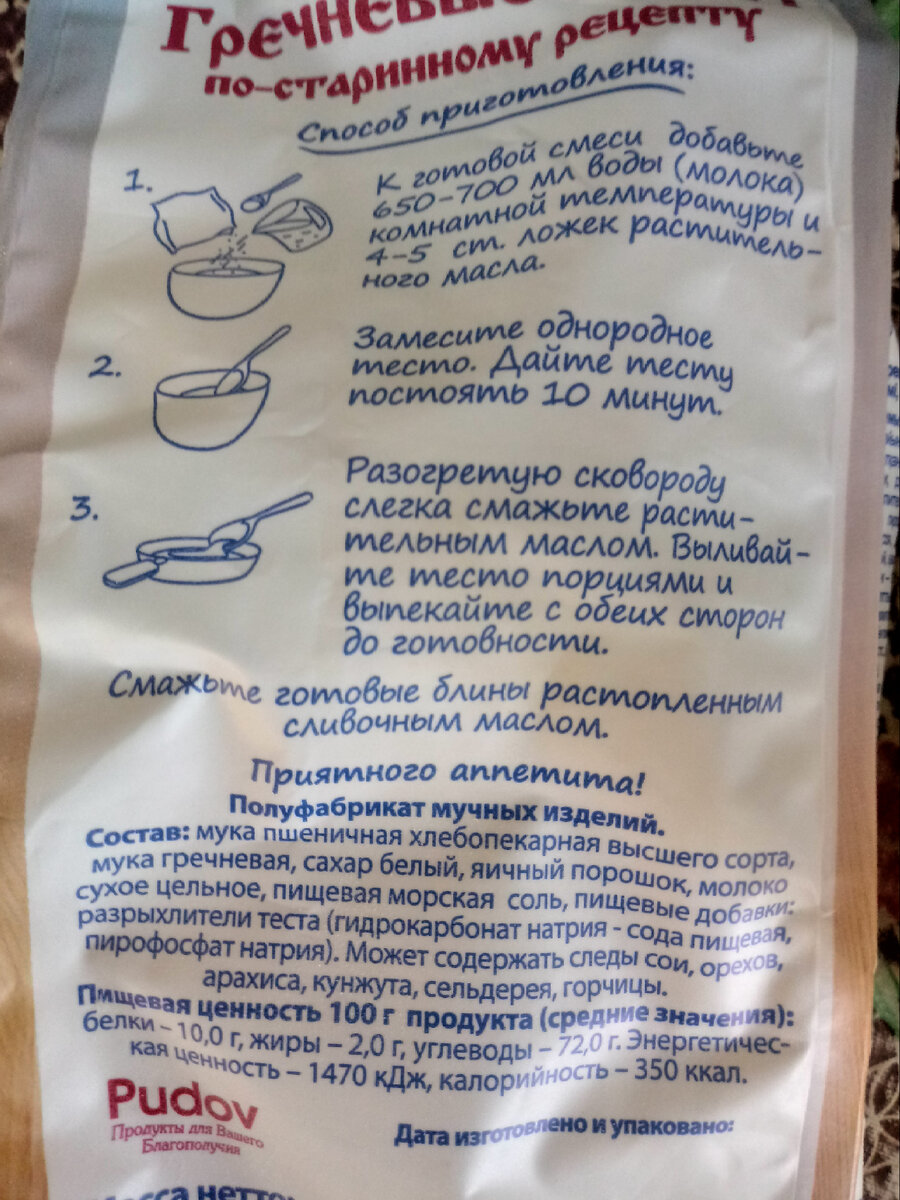 по-старинному рецепту
Способ приготовления:
1.
К готовой смеси добавьте
650-700 мл воды (молока)
комнатной температуры и
4-5 ст. ложек раститель-
ного масла.
2.
Замесите однородное
тесто. Дайте тесту
постоять 10 минут.
3.
Разогретую сковороду
слегка смажьте расти-
тельным маслом. Выливай-
те тесто порциями и
выпекайте с обеих сторон
до готовности.
Смажьте готовые блины растопленным
сливочным маслом.
Приятного аппетита!
Полуфабрикат мучных изделий.
Состав: мука пшеничная хлебопекарная высшего сорта,
мука гречневая, сахар белый, яичный порошок, молоко
сухое цельное, пищевая морская соль, пищевые добавки:
разрыхлители теста (гидрокарбонат натрия - сода пищевая,
пирофосфат натрия). Может содержать следы сои, орехов,
арахиса, кунжута, сельдерея, горчицы.
Пищевая ценность 100 г продукта (средние значения):
белки – 10,0 г, жиры – 2,0 г, углеводы – 72,0 г. Энергетичес-
кая ценность – 1470 кДж, калорийность – 350 ккал.
Pudov
Продукты для Вашего
Благополучия
Дата изготовлено и упаковано: